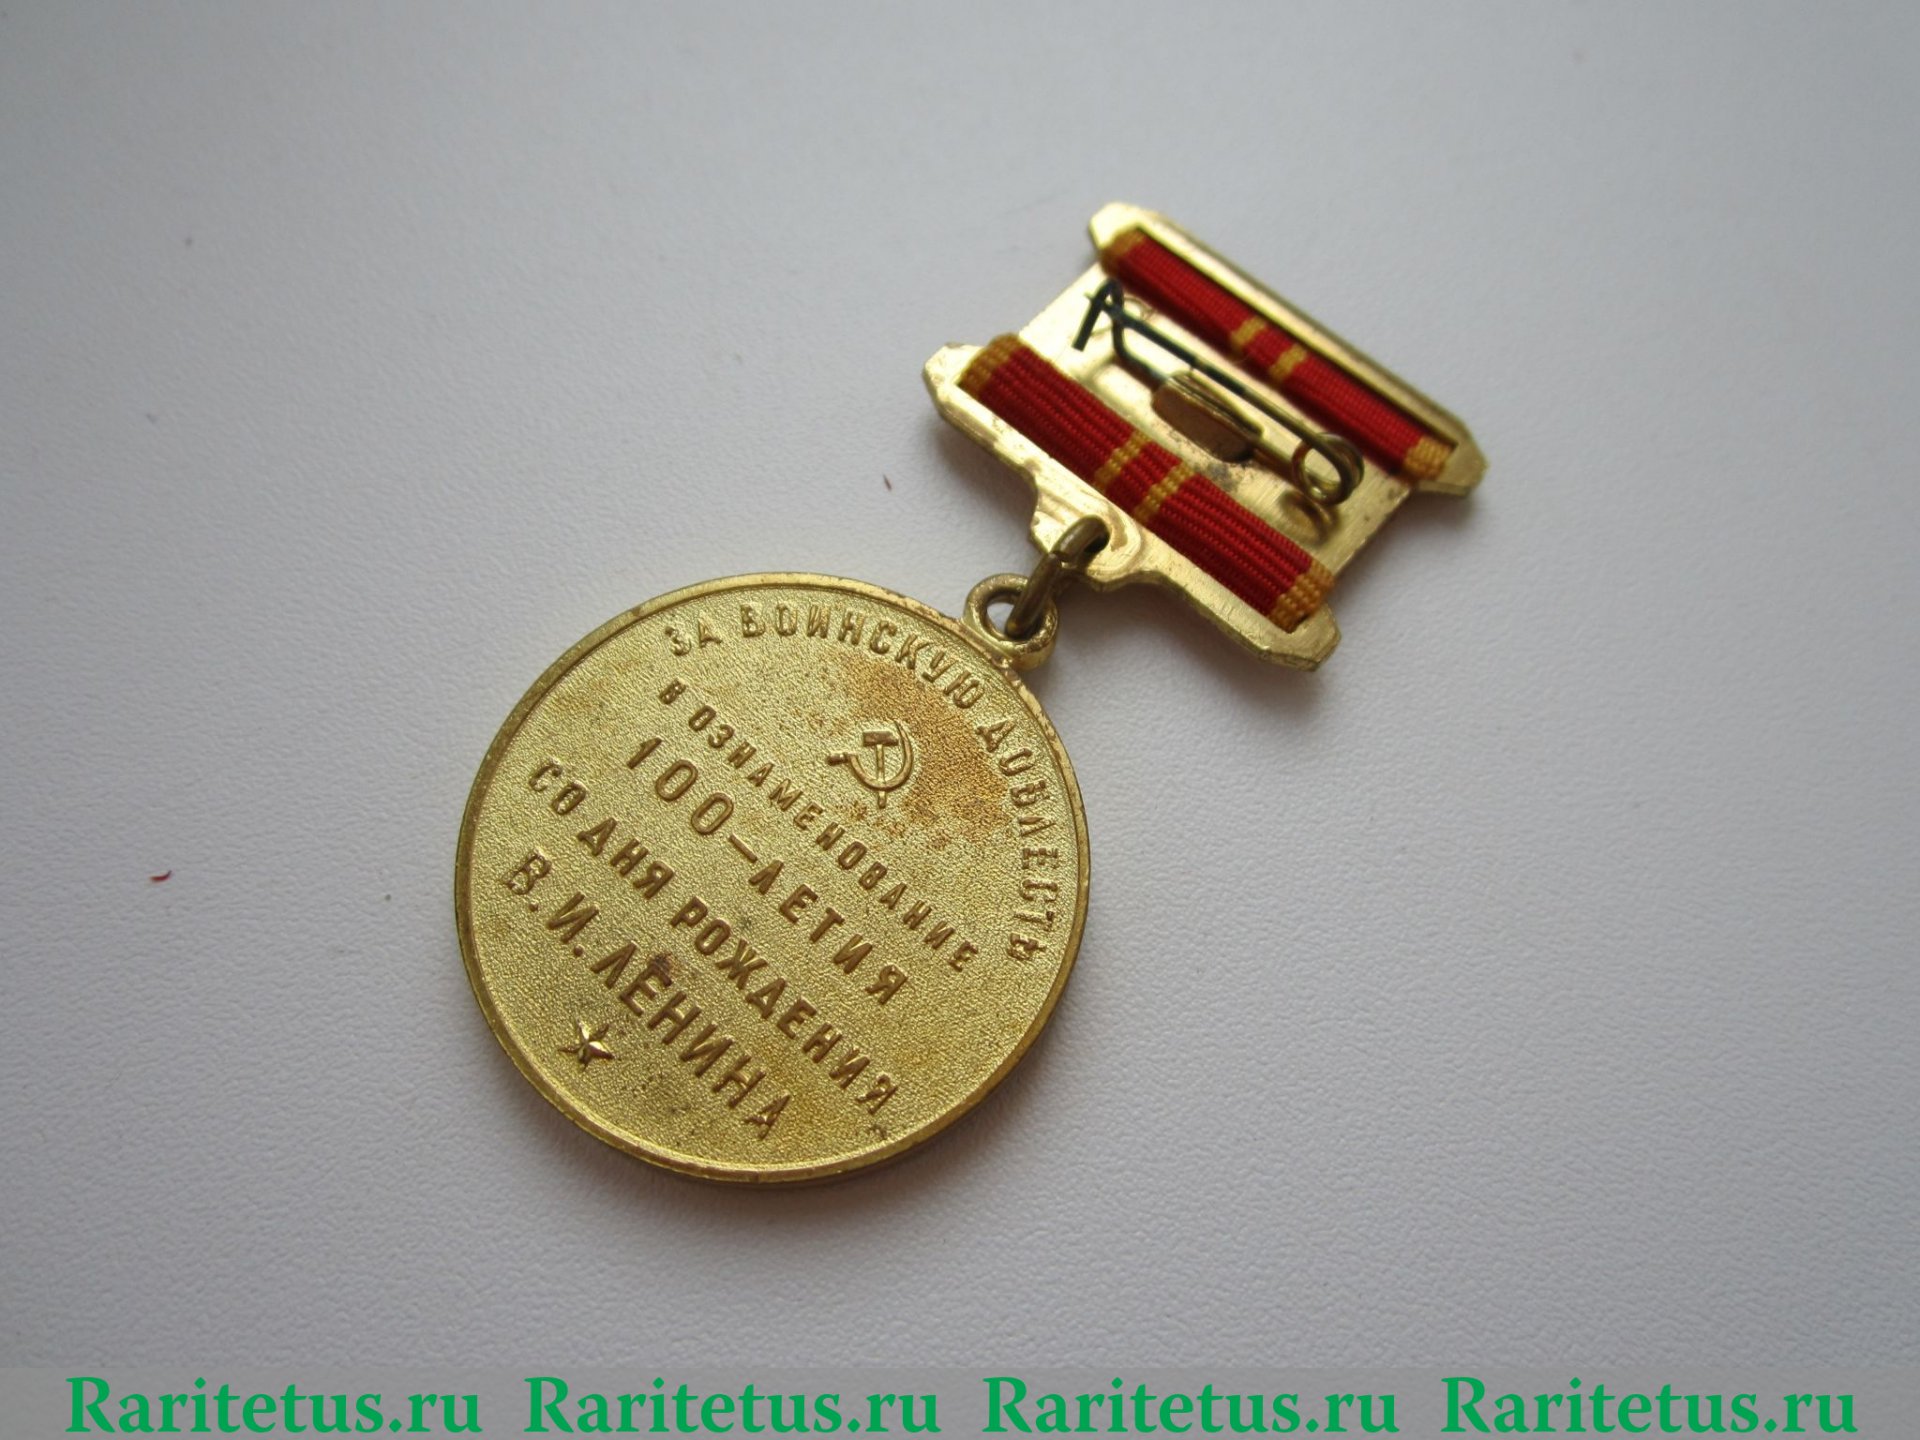 ЗА ВОИНСКУЮ ДОБЛЕСТЬ
В ОЗНАМЕНОВАНИЕ
100-ЛЕТИЯ
СО ДНЯ РОЖДЕНИЯ
В. И. ЛЕНИНА
Raritetus.ru Raritetus.ru Raritetus.ru Raritetus.ru